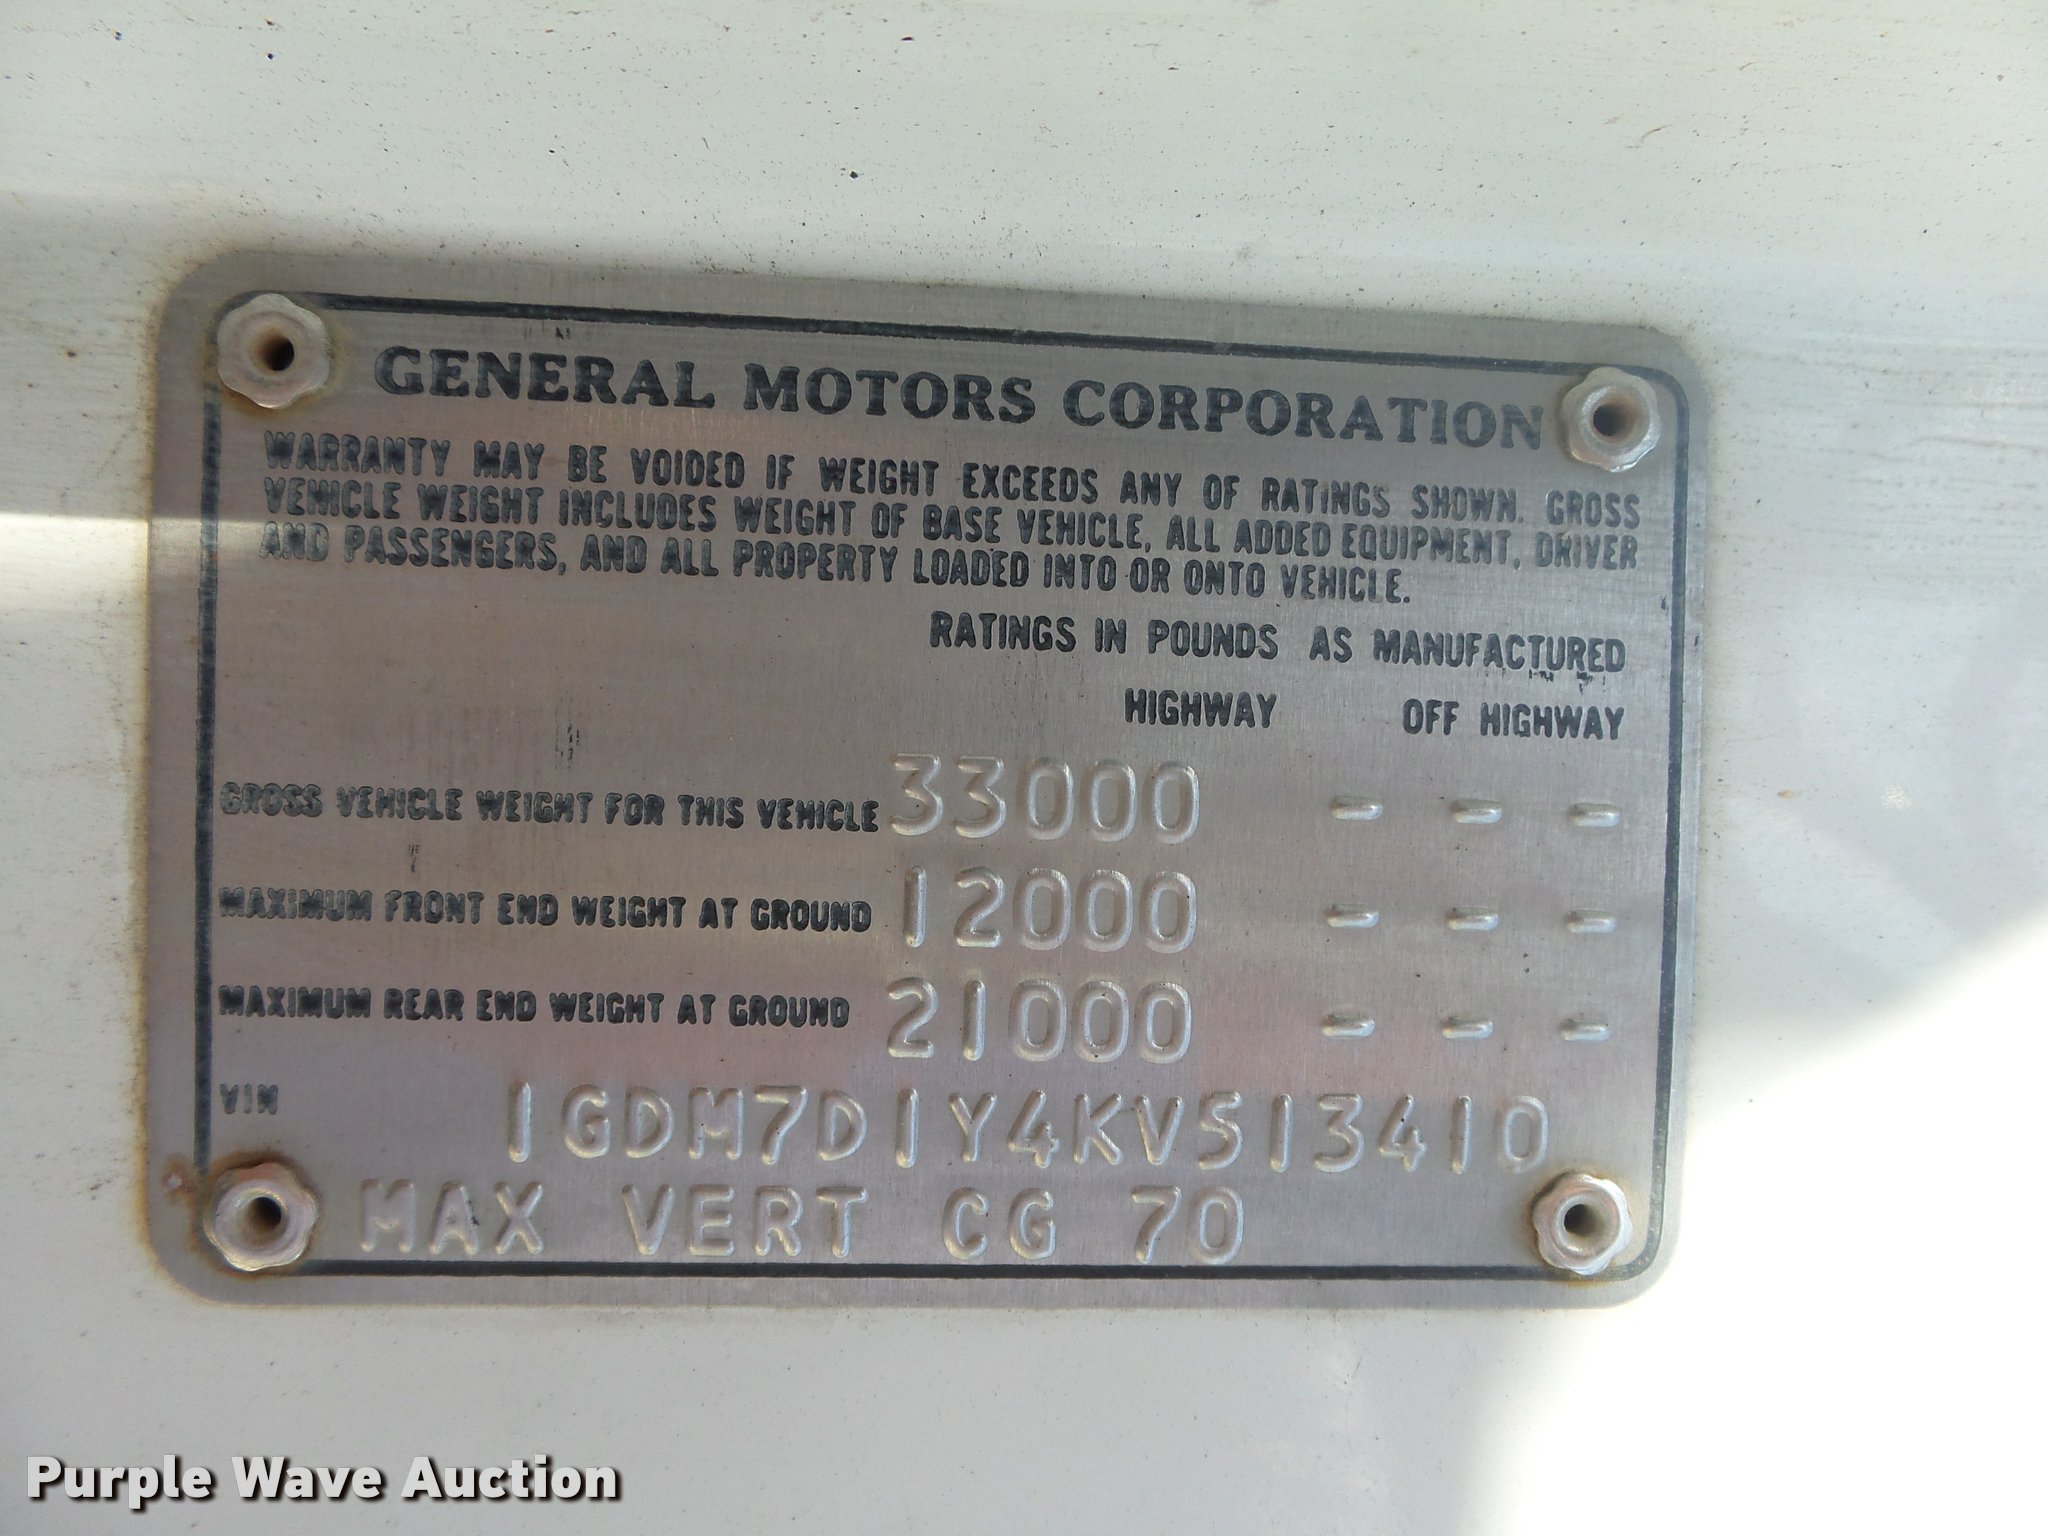 GENERAL MOTORS CORPORATION
WARRANTY MAY BE VOIDED IF WEIGHT EXCEEDS ANY OF RATINGS SHOWN. GROSS
VEHICLE WEIGHT INCLUDES WEIGHT OF BASE VEHICLE, ALL ADDED EQUIPMENT, DRIVER
AND PASSENGERS, AND ALL PROPERTY LOADED INTO OR ONTO VEHICLE.
RATINGS IN POUNDS AS MANUFACTURED
HIGHWAY OFF HIGHWAY
GROSS VEHICLE WEIGHT FOR THIS VEHICLE 33000 - - -
MAXIMUM FRONT END WEIGHT AT GROUND 12000 - - -
MAXIMUM REAR END WEIGHT AT GROUND 21000 - - -
VIN 1GDM7D1Y4KV513410
MAX VERT CG 70
Purple Wave Auction